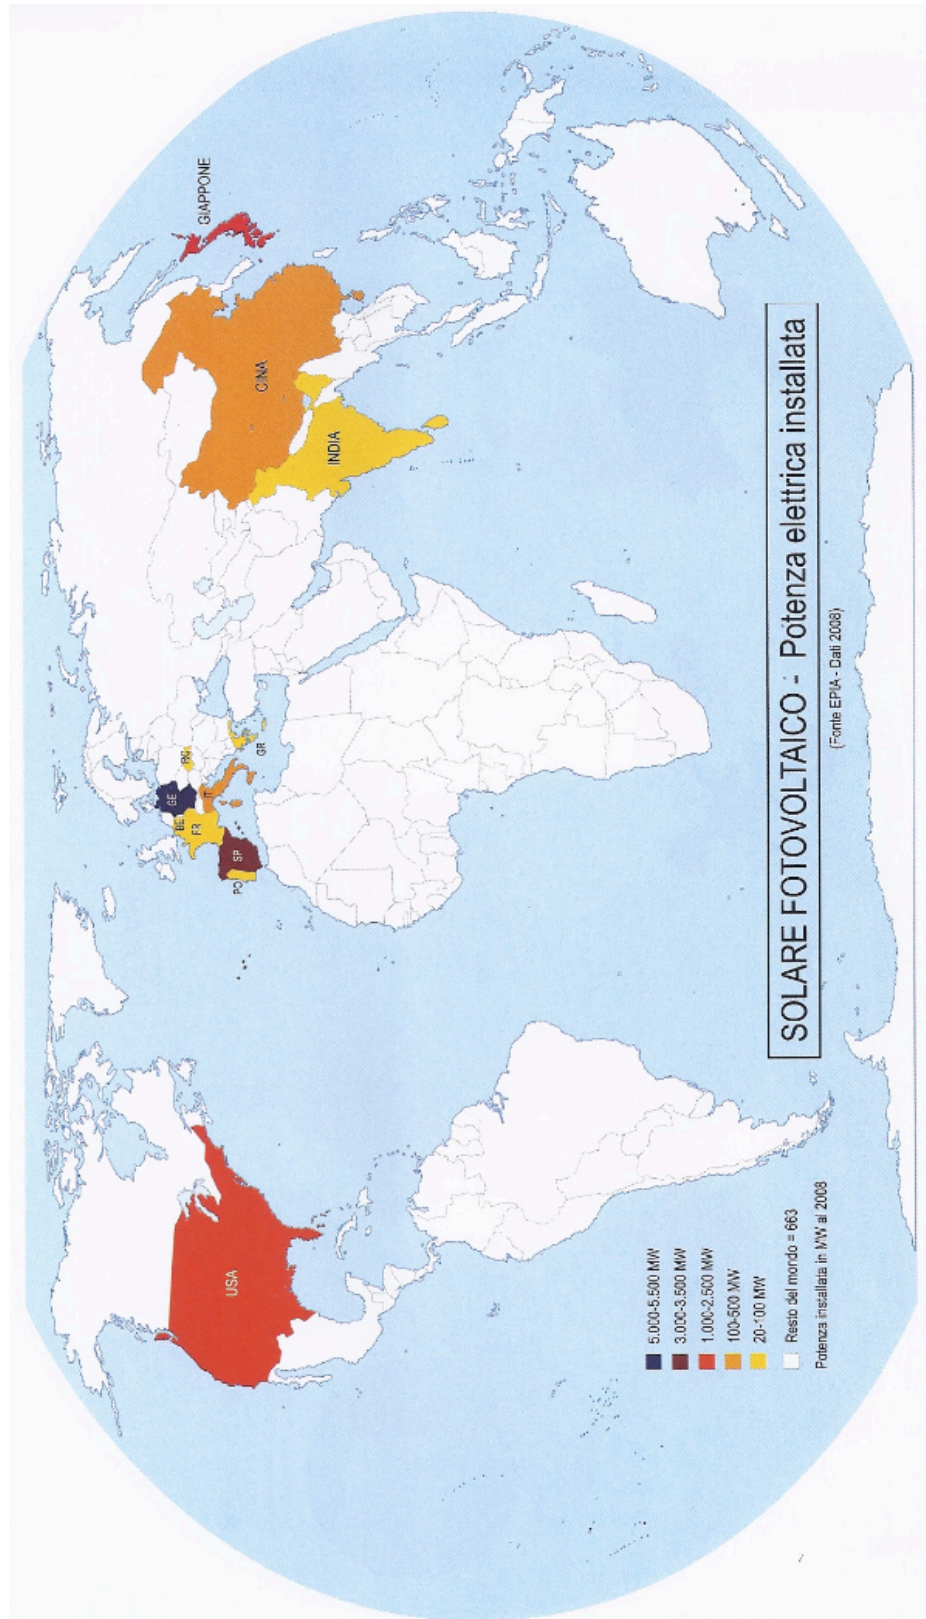 USA
GIAPPONE
CINA
INDIA
GE
BE
FR
IT
SP
PO
GR
SOLARE FOTOVOLTAICO - Potenza elettrica installata
(Fonte EPIA - Dati 2008)
5.000-5.500 MW
3.000-3.500 MW
1.000-2.500 MW
100-500 MW
20-100 MW
Resto del mondo = 663
Potenza installata in MW al 2008